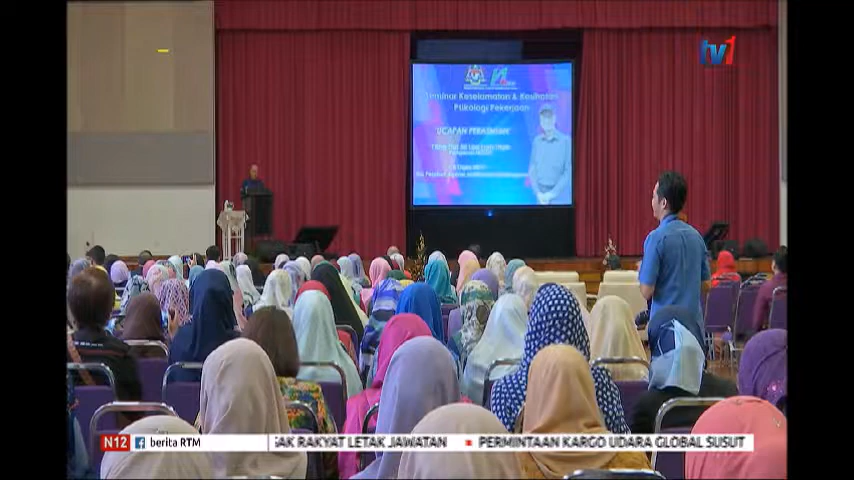 tv1
Seminar Keselamatan & Kesihatan
Psikologi Pekerjaan
'UCAPAN PERASMIAN'
N12 berita RTM
GAK RAKYAT LETAK JAWATAN
PERMINTAAN KARGO UDARA GLOBAL SUSUT